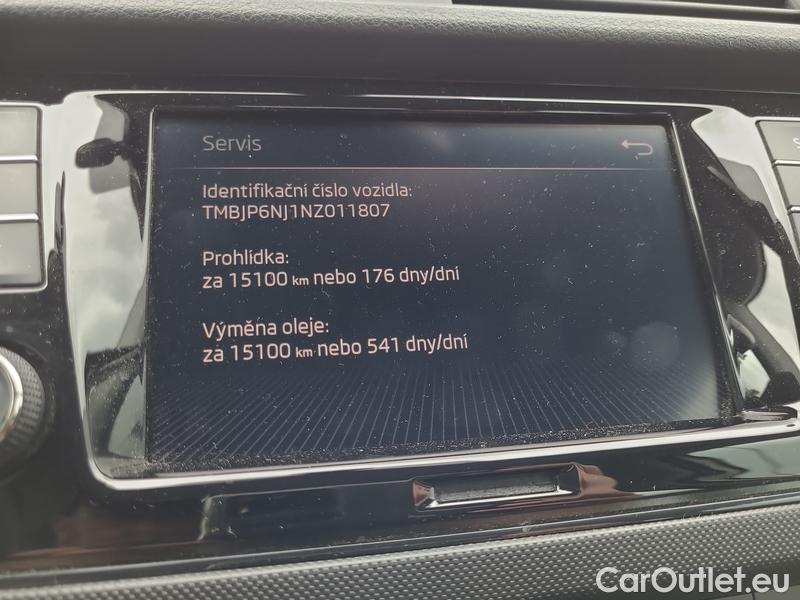 Servis
Identifikační číslo vozidla:
TMBJP6NJ1NZ011807
Prohlídka:
za 15100 km nebo 176 dny/dní
Výměna oleje:
za 15100 km nebo 541 dny/dní
S
CarOutlet.eu